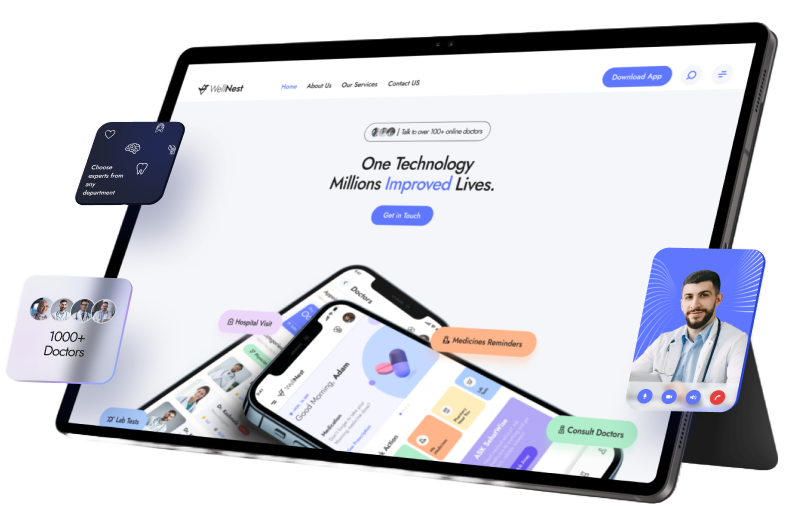 WellNest
Home
About Us
Our Services
Contact US
Download App
Talk to over 100+ online doctors
One Technology
Millions Improved Lives.
Get in Touch
Choose
experts from
any
department
1000+
Doctors
Doctors
Hospital Visit
Medicines Reminders
WellNest
Good Morning, Adam
Medication
Lab Tests
Consult Doctors